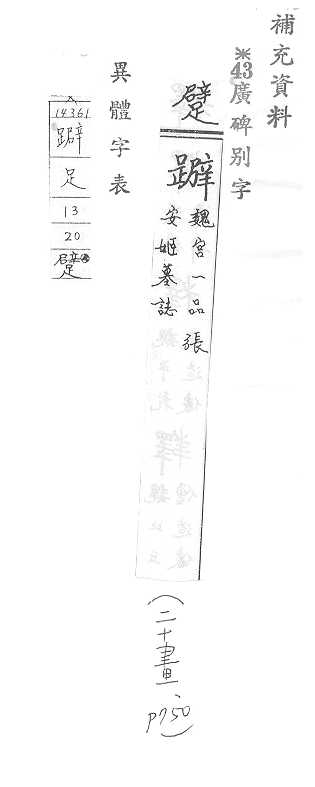 補充資料
※43廣碑別字
躄
躃
魏宮一品張
安姬墓誌
(二十畫、
P750)
異體字表
14361
躃
足
13
20
躄